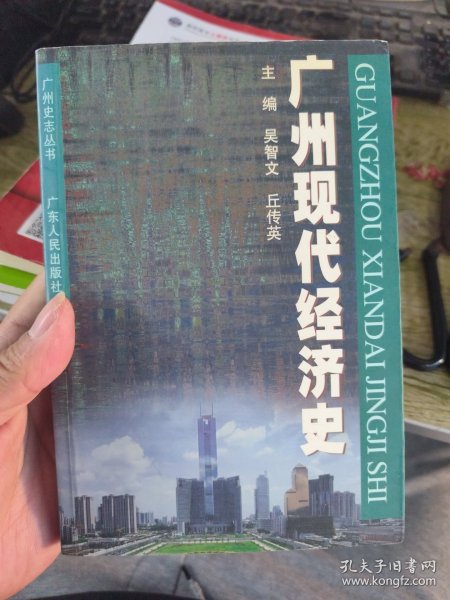 广州现代经济史
主编 吴智文 丘传英
GUANGZHOU XIANDAI JINGJI SHI
广州史志丛书
广东人民出版社
孔夫子旧书网
www.kongfz.com